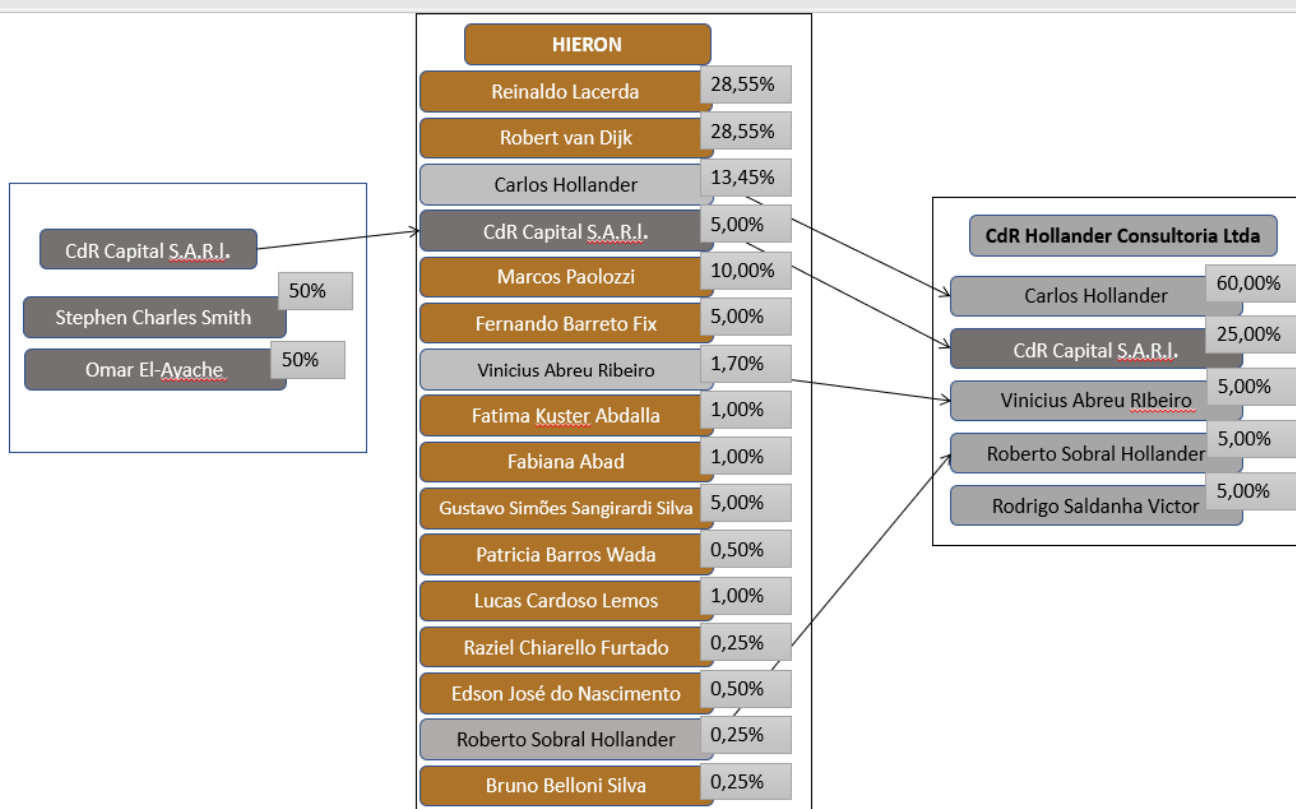 CdR Capital S.A.R.l.
Stephen Charles Smith 50%
Omar El-Ayache 50%
HIERON
Reinaldo Lacerda 28,55%
Robert van Dijk 28,55%
Carlos Hollander 13,45%
CdR Capital S.A.R.l. 5,00%
Marcos Paolozzi 10,00%
Fernando Barreto Fix 5,00%
Vinicius Abreu Ribeiro 1,70%
Fatima Kuster Abdalla 1,00%
Fabiana Abad 1,00%
Gustavo Simões Sangirardi Silva 5,00%
Patricia Barros Wada 0,50%
Lucas Cardoso Lemos 1,00%
Raziel Chiarello Furtado 0,25%
Edson José do Nascimento 0,50%
Roberto Sobral Hollander 0,25%
Bruno Belloni Silva 0,25%
CdR Hollander Consultoria Ltda
Carlos Hollander 60,00%
CdR Capital S.A.R.l. 25,00%
Vinicius Abreu RIbeiro 5,00%
Roberto Sobral Hollander 5,00%
Rodrigo Saldanha Victor 5,00%